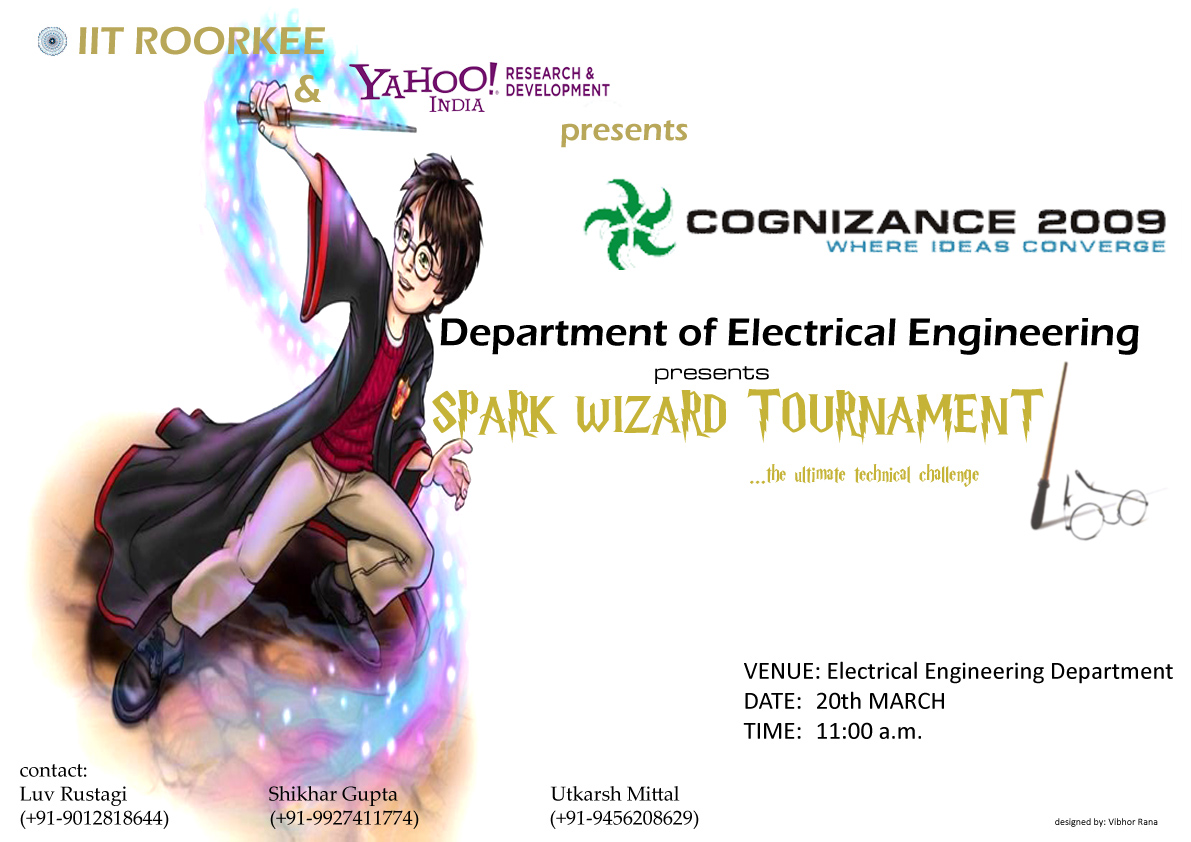 IIT ROORKEE
&
YAHOO! RESEARCH &
INDIA DEVELOPMENT
presents
COGNIZANCE 2009
WHERE IDEAS CONVERGE
Department of Electrical Engineering
presents
SPARK WIZARD TOURNAMENT
...the ultimate technical challenge
VENUE: Electrical Engineering Department
DATE: 20th MARCH
TIME: 11:00 a.m.
contact:
Luv Rustagi Shikhar Gupta Utkarsh Mittal
(+91-9012818644) (+91-9927411774) (+91-9456208629)
designed by: Vibhor Rana